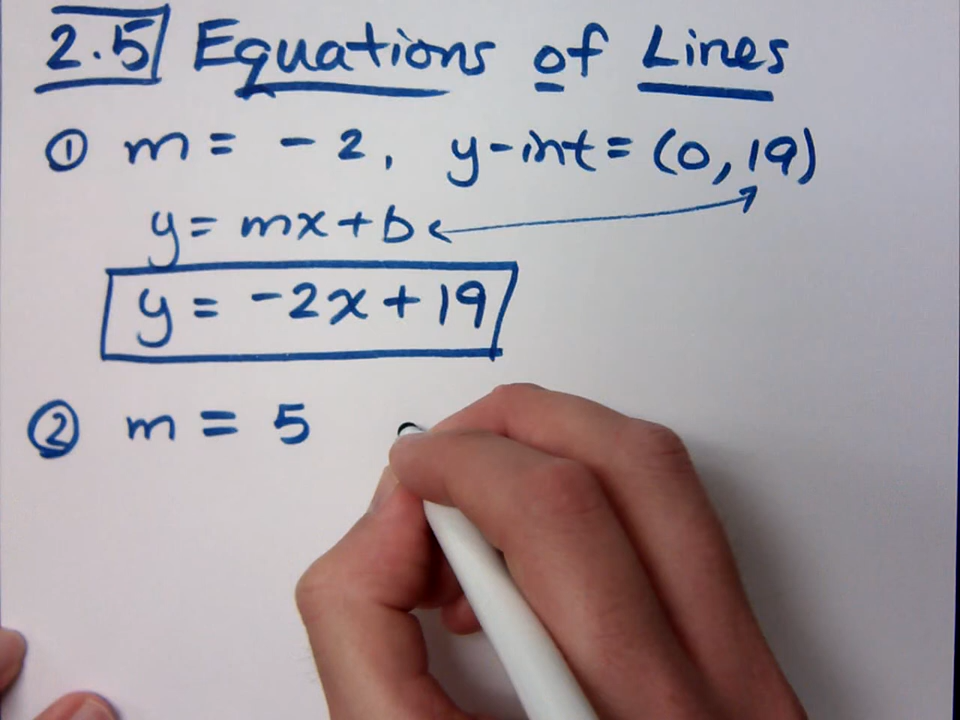 2.5 Equations of Lines
① m = -2, y-int = (0, 19)
y = mx + b
y = -2x + 19
② m = 5